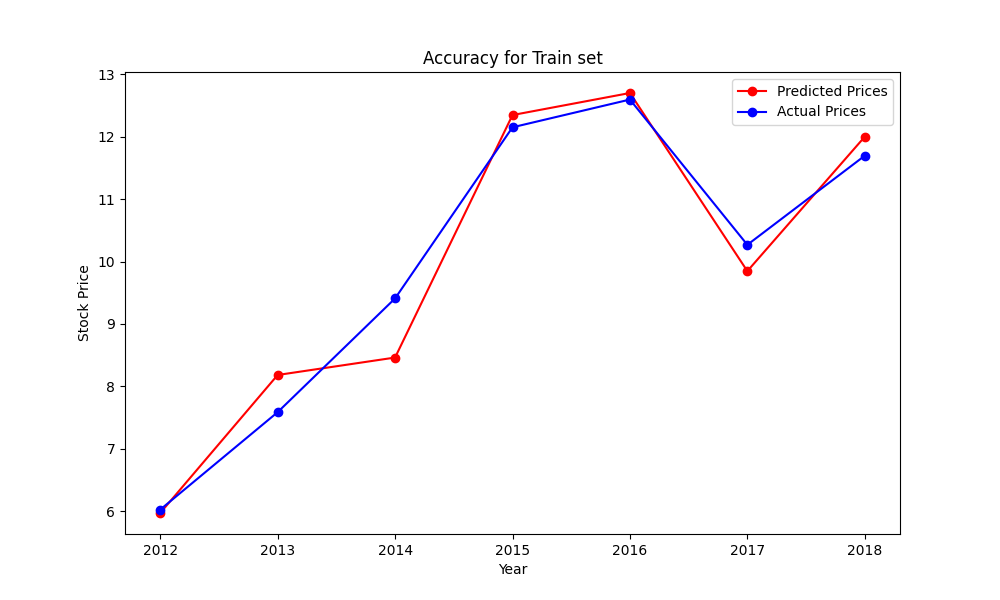 Accuracy for Train set
Predicted Prices
Actual Prices
Stock Price
13
12
11
10
9
8
7
6
2012 2013 2014 2015 2016 2017 2018
Year